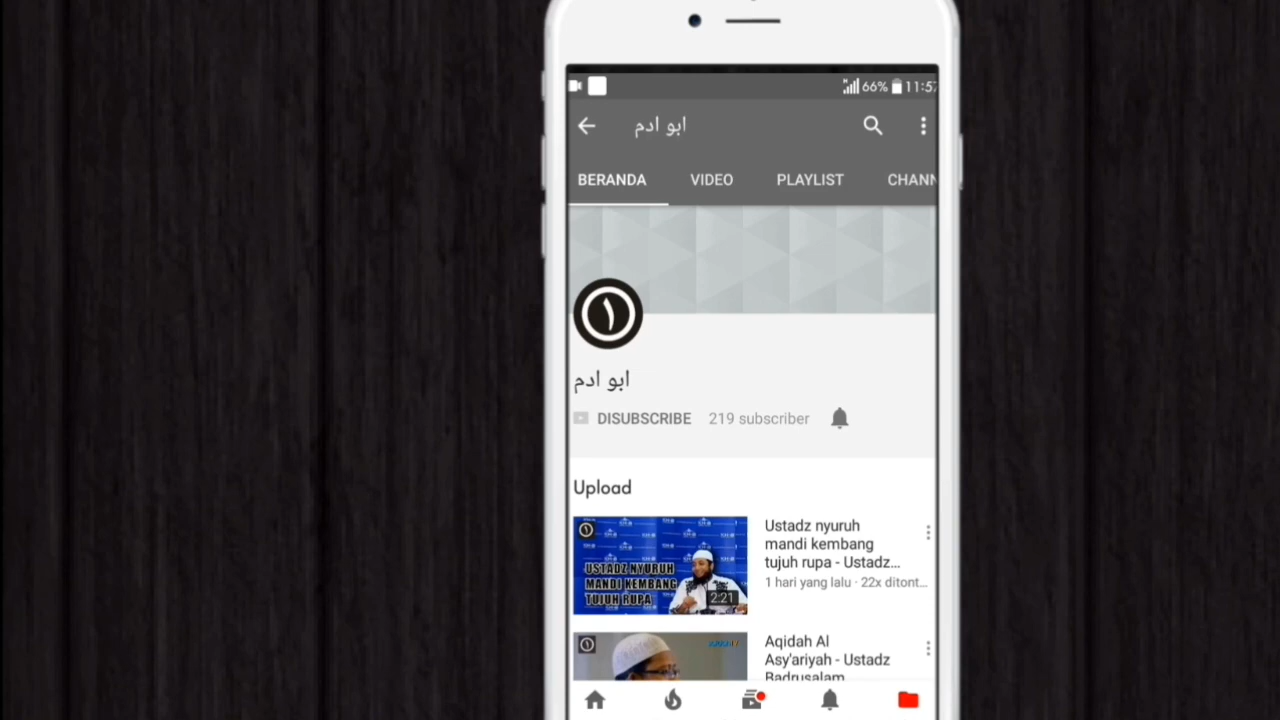 66% 11:57
ابو ادم
BERANDA VIDEO PLAYLIST CHANN
١
ابو ادم
DISUBSCRIBE 219 subscriber
Upload
USTADZ NYURUH
MANDI KEMBANG
TUJUH RUPA
2:21
Ustadz nyuruh
mandi kembang
tujuh rupa - Ustadz...
1 hari yang lalu · 22x ditont...
Aqidah Al
Asy'ariyah - Ustadz
Badrusalam